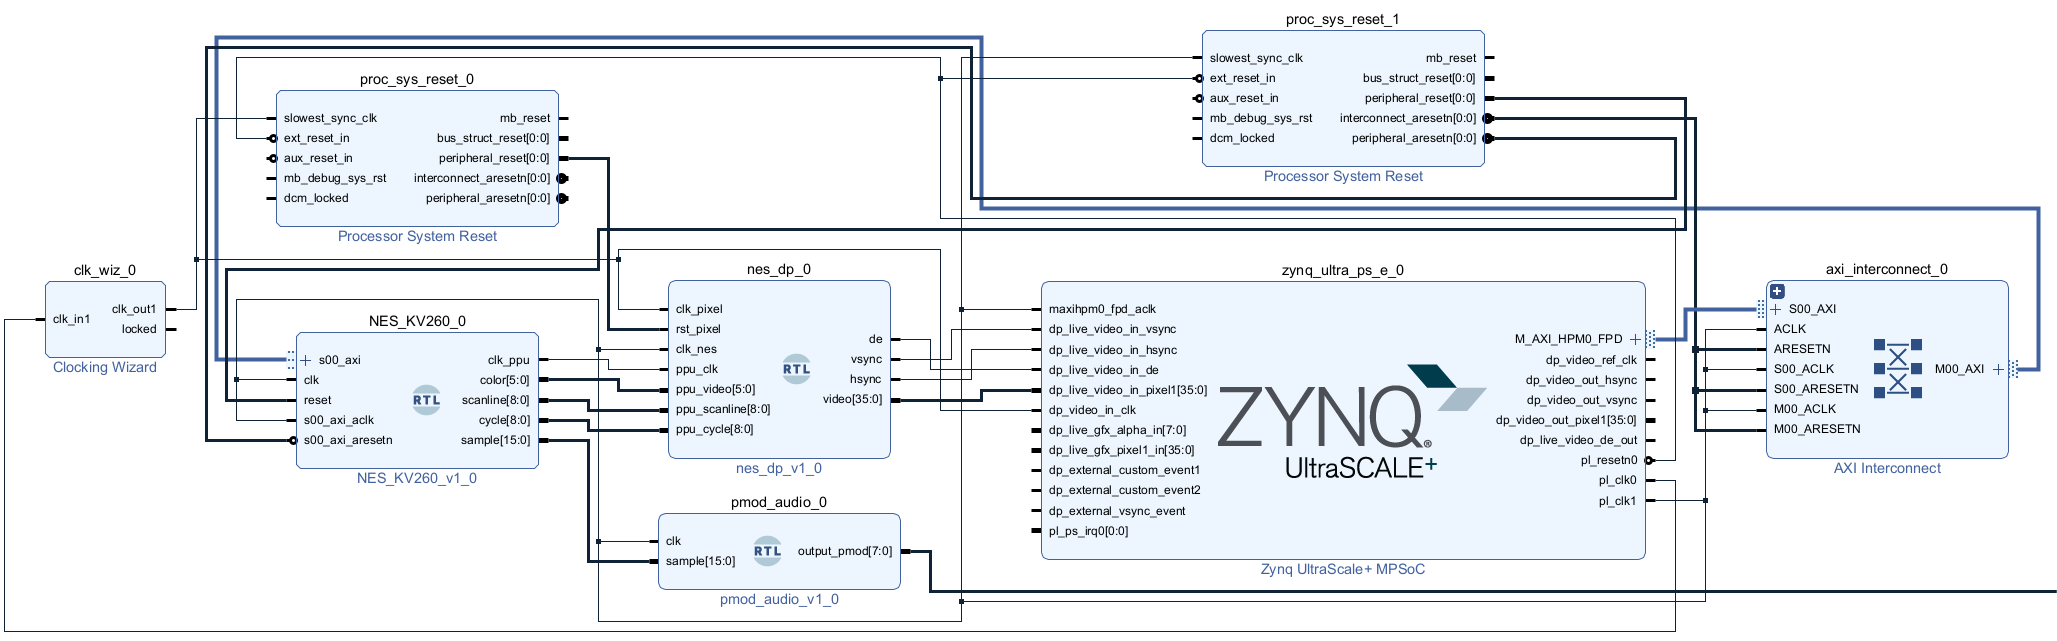 proc_sys_reset_1
slowest_sync_clk
ext_reset_in
aux_reset_in
mb_debug_sys_rst
dcm_locked
mb_reset
bus_struct_reset[0:0]
peripheral_reset[0:0]
interconnect_aresetn[0:0]
peripheral_aresetn[0:0]
Processor System Reset
proc_sys_reset_0
slowest_sync_clk
ext_reset_in
aux_reset_in
mb_debug_sys_rst
dcm_locked
mb_reset
bus_struct_reset[0:0]
peripheral_reset[0:0]
interconnect_aresetn[0:0]
peripheral_aresetn[0:0]
Processor System Reset
clk_wiz_0
clk_in1
clk_out1
locked
Clocking Wizard
NES_KV260_0
s00_axi
clk
reset
s00_axi_aclk
s00_axi_aresetn
RTL
clk_ppu
color[5:0]
scanline[8:0]
cycle[8:0]
sample[15:0]
NES_KV260_v1_0
nes_dp_0
clk_pixel
rst_pixel
clk_nes
ppu_clk
ppu_video[5:0]
ppu_scanline[8:0]
ppu_cycle[8:0]
RTL
de
vsync
hsync
video[35:0]
nes_dp_v1_0
pmod_audio_0
clk
sample[15:0]
RTL
output_pmod[7:0]
pmod_audio_v1_0
zynq_ultra_ps_e_0
maxihpm0_fpd_aclk
dp_live_video_in_vsync
dp_live_video_in_hsync
dp_live_video_in_de
dp_live_video_in_pixel1[35:0]
dp_video_in_clk
dp_live_gfx_alpha_in[7:0]
dp_live_gfx_pixel1_in[35:0]
dp_external_custom_event1
dp_external_custom_event2
dp_external_vsync_event
pl_ps_irq0[0:0]
ZYNQ®
UltraSCALE+
M_AXI_HPM0_FPD
dp_video_ref_clk
dp_video_out_hsync
dp_video_out_vsync
dp_video_out_pixel1[35:0]
dp_live_video_de_out
pl_resetn0
pl_clk0
pl_clk1
Zynq UltraScale+ MPSoC
axi_interconnect_0
S00_AXI
ACLK
ARESETN
S00_ACLK
S00_ARESETN
M00_ACLK
M00_ARESETN
M00_AXI
AXI Interconnect